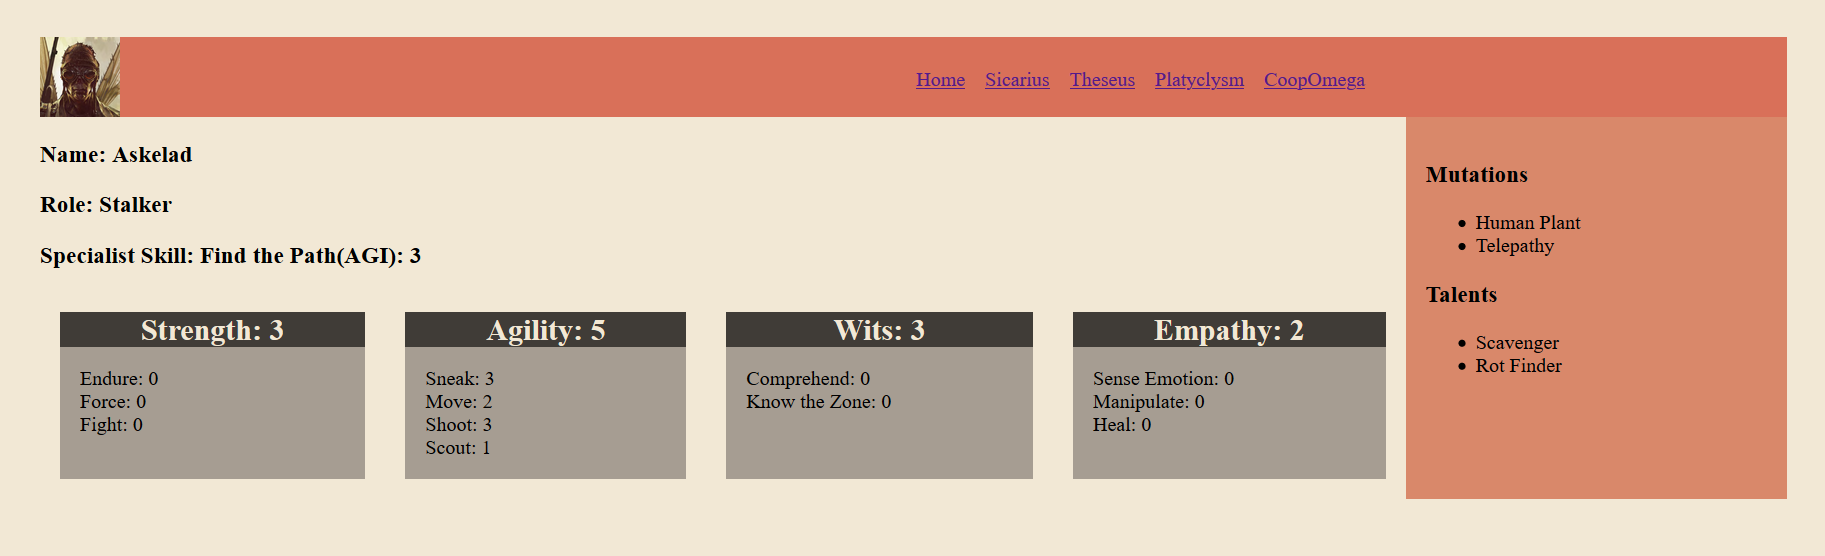 Home Sicarius Theseus Platyclysm CoopOmega
Name: Askelad
Role: Stalker
Specialist Skill: Find the Path(AGI): 3
Strength: 3
Endure: 0
Force: 0
Fight: 0
Agility: 5
Sneak: 3
Move: 2
Shoot: 3
Scout: 1
Wits: 3
Comprehend: 0
Know the Zone: 0
Empathy: 2
Sense Emotion: 0
Manipulate: 0
Heal: 0
Mutations
Human Plant
Telepathy
Talents
Scavenger
Rot Finder